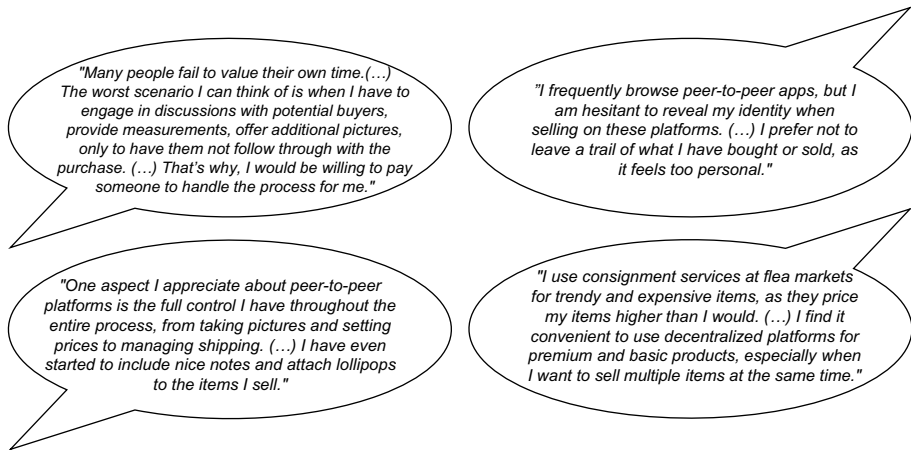 "Many people fail to value their own time.(…)
The worst scenario I can think of is when I have to
engage in discussions with potential buyers,
provide measurements, offer additional pictures,
only to have them not follow through with the
purchase. (…) That's why, I would be willing to pay
someone to handle the process for me."
"I frequently browse peer-to-peer apps, but I
am hesitant to reveal my identity when
selling on these platforms. (…) I prefer not to
leave a trail of what I have bought or sold, as
it feels too personal."
"One aspect I appreciate about peer-to-peer
platforms is the full control I have throughout the
entire process, from taking pictures and setting
prices to managing shipping. (…) I have even
started to include nice notes and attach lollipops
to the items I sell."
"I use consignment services at flea markets
for trendy and expensive items, as they price
my items higher than I would. (…) I find it
convenient to use decentralized platforms for
premium and basic products, especially when
I want to sell multiple items at the same time."